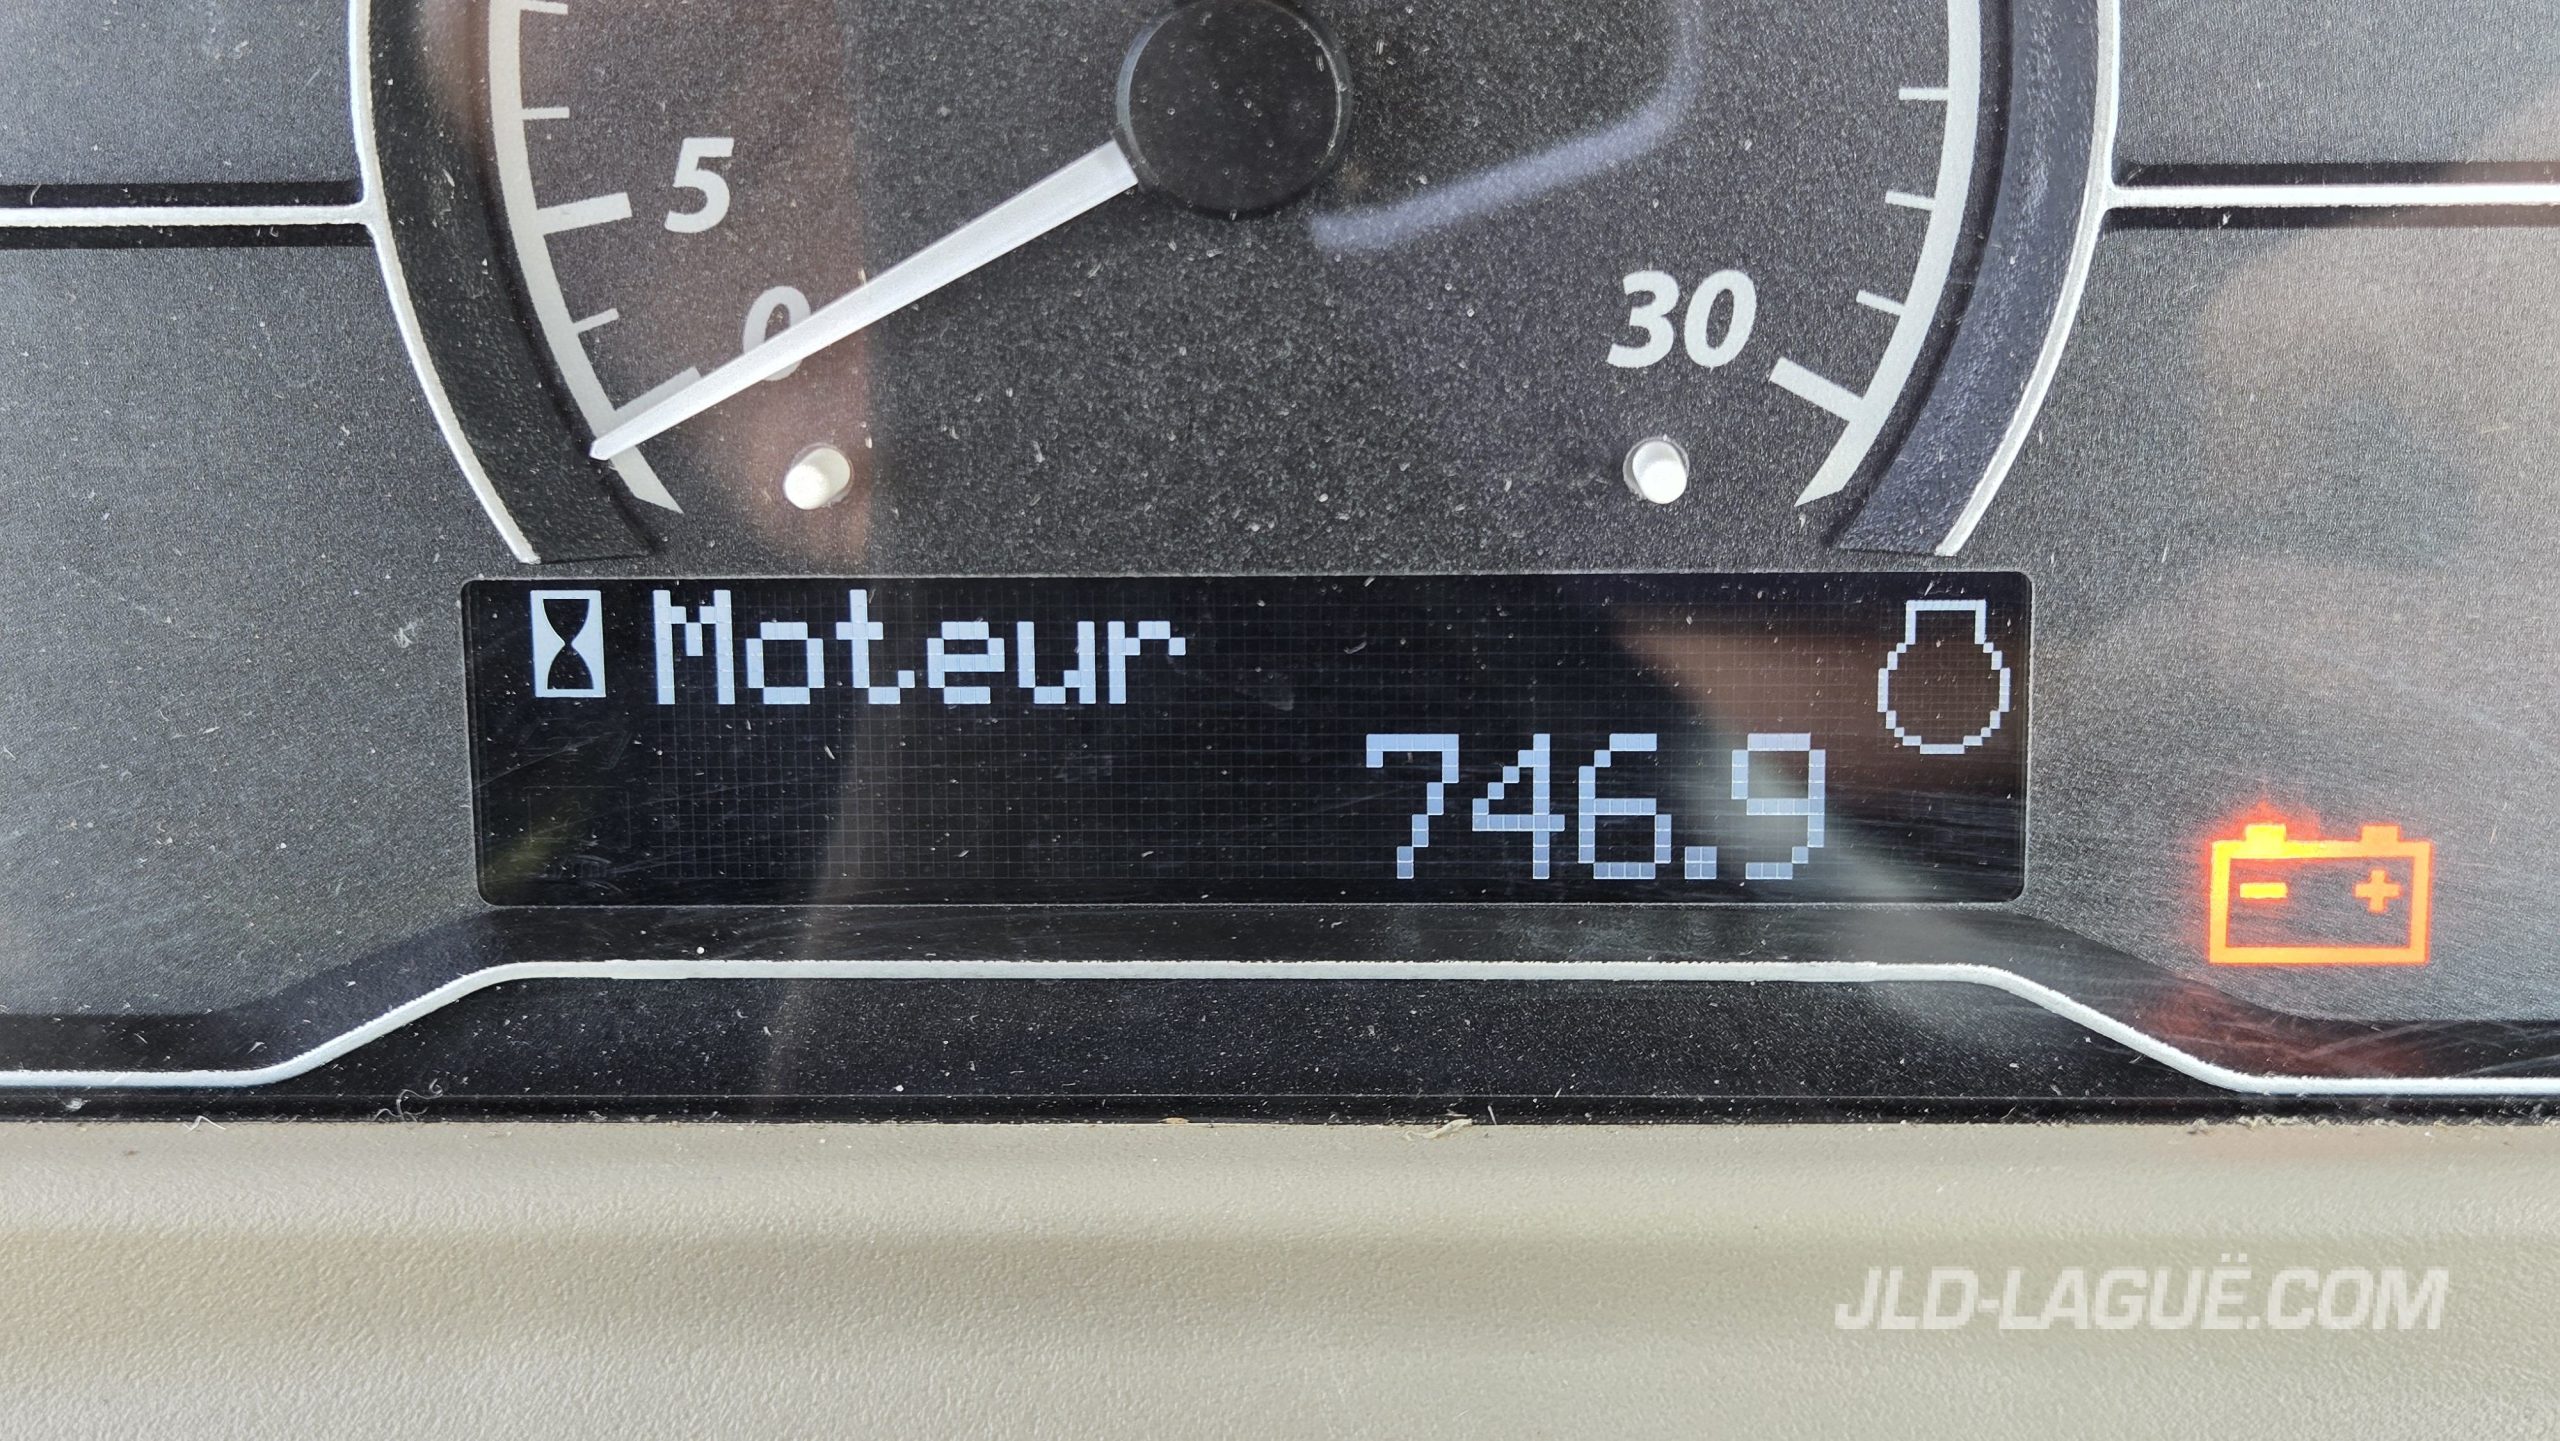 5
0
30
Moteur
746.9
- +
JLD-LAGUË.COM